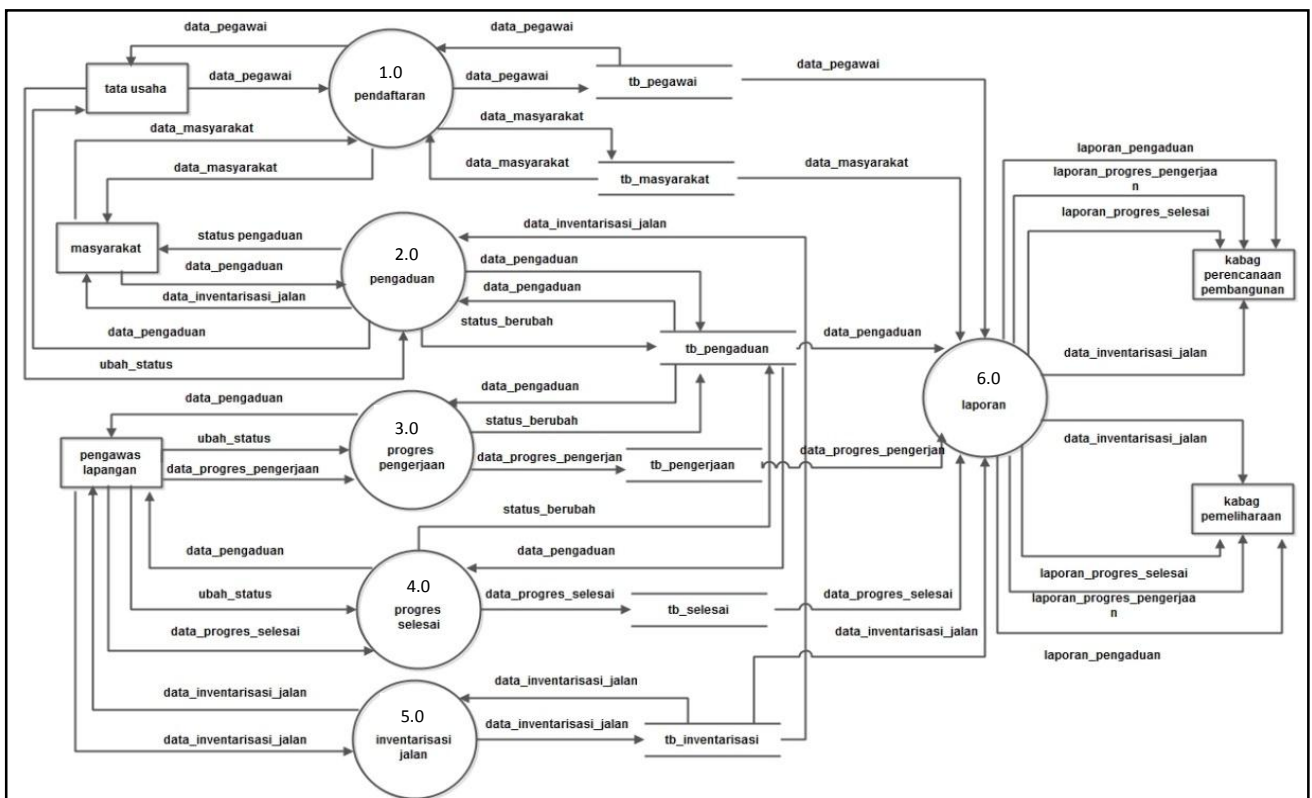 data_pegawai
data_pegawai
1.0
pendaftaran
tata usaha
data_pegawai
data_pegawai
tb_pegawai
data_pegawai
data_masyarakat
data_masyarakat
data_masyarakat
data_masyarakat
data_masyarakat
tb_masyarakat
laporan_pengaduan
laporan_progres_pengerjaa
n
laporan_progres_selesai
masyarakat
status pengaduan
2.0
pengaduan
data_inventarisasi_jalan
data_pengaduan
data_pengaduan
data_pengaduan
data_inventarisasi_jalan
kabag
perencanaan
pembangunan
data_pengaduan
status_berubah
ubah_status
tb_pengaduan
data_pengaduan
data_inventarisasi_jalan
6.0
laporan
data_pengaduan
data_pengaduan
3.0
progres
pengerjaan
status_berubah
pengawas
lapangan
ubah_status
data_progres_pengerjaan
data_progres_pengerjan
tb_pengerjaan
data_progres_pengerjan
data_inventarisasi_jalan
kabag
pemeliharaan
status_berubah
data_pengaduan
data_pengaduan
4.0
progres
selesai
ubah_status
data_progres_selesai
tb_selesai
data_progres_selesai
data_progres_selesai
laporan_progres_selesai
laporan_progres_pengerjaa
n
laporan_pengaduan
data_inventarisasi_jalan
data_inventarisasi_jalan
data_inventarisasi_jalan
5.0
inventarisasi
jalan
data_inventarisasi_jalan
data_inventarisasi_jalan
tb_inventarisasi